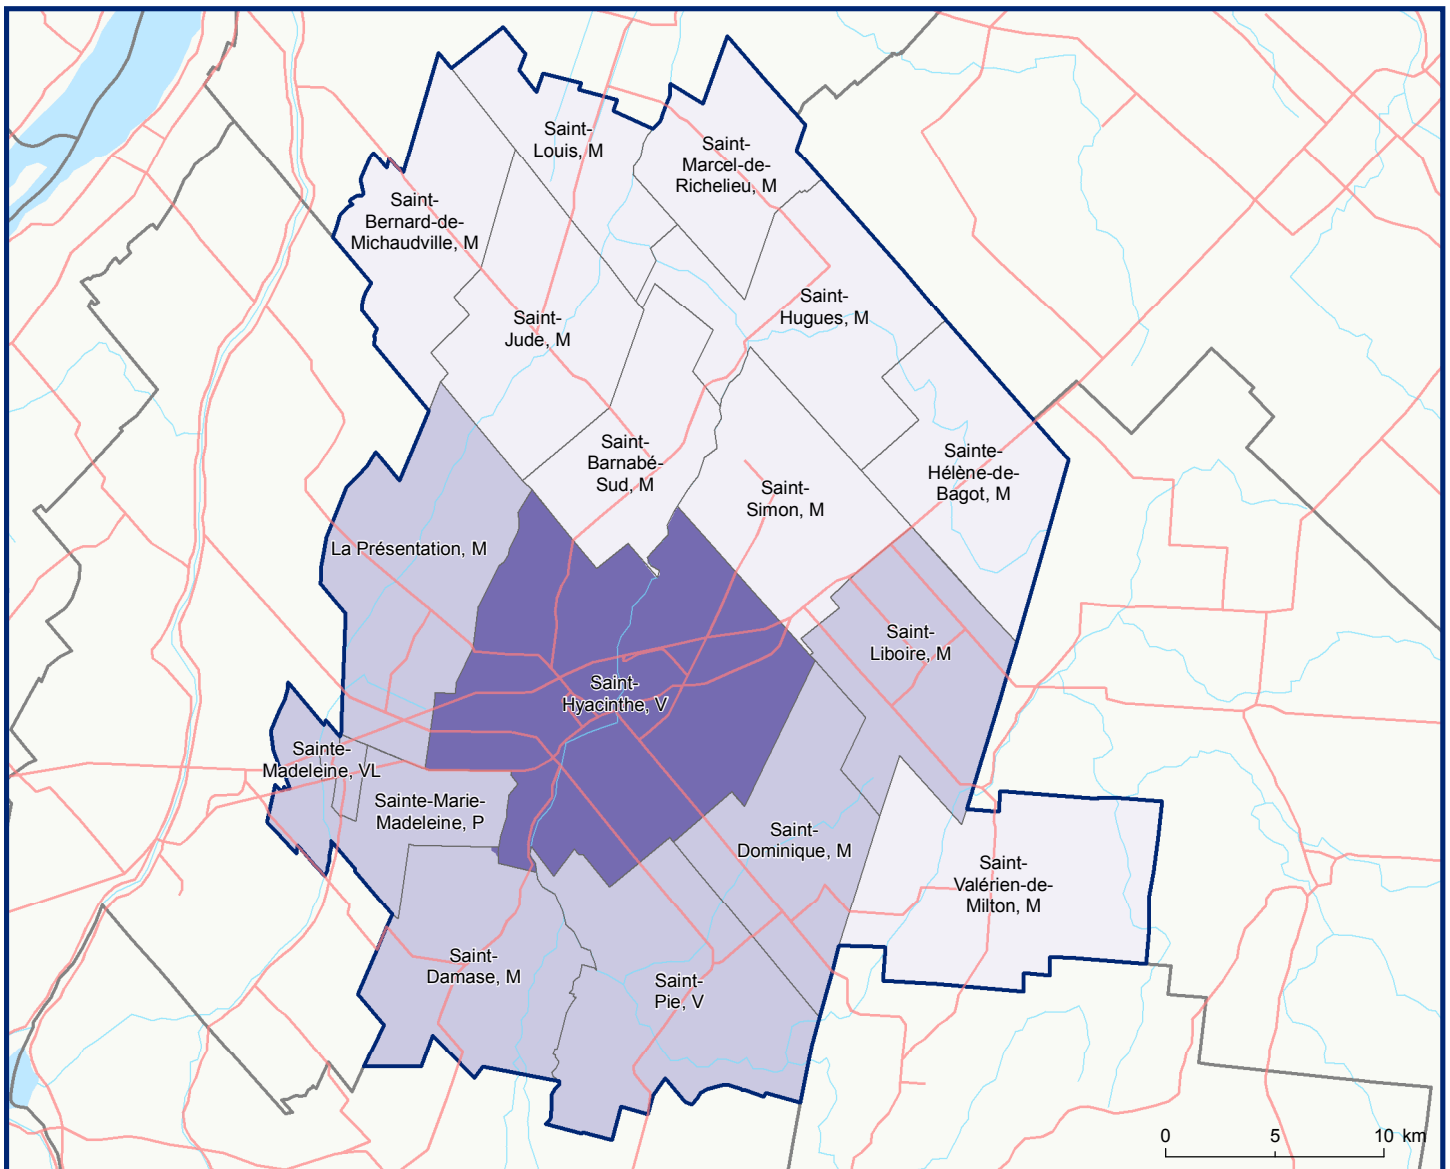 Saint-
Louis, M
Saint-
Marcel-de-
Richelieu, M
Saint-
Bernard-de-
Michaudville, M
Saint-
Hugues, M
Saint-
Jude, M
Saint-
Barnabé-
Sud, M
Sainte-
Hélène-de-
Bagot, M
Saint-
Simon, M
La Présentation, M
Saint-
Liboire, M
Saint-
Hyacinthe, V
Sainte-
Madeleine, VL
Sainte-Marie-
Madeleine, P
Saint-
Dominique, M
Saint-
Valérien-de-
Milton, M
Saint-
Damase, M
Saint-
Pie, V
0 5 10 km